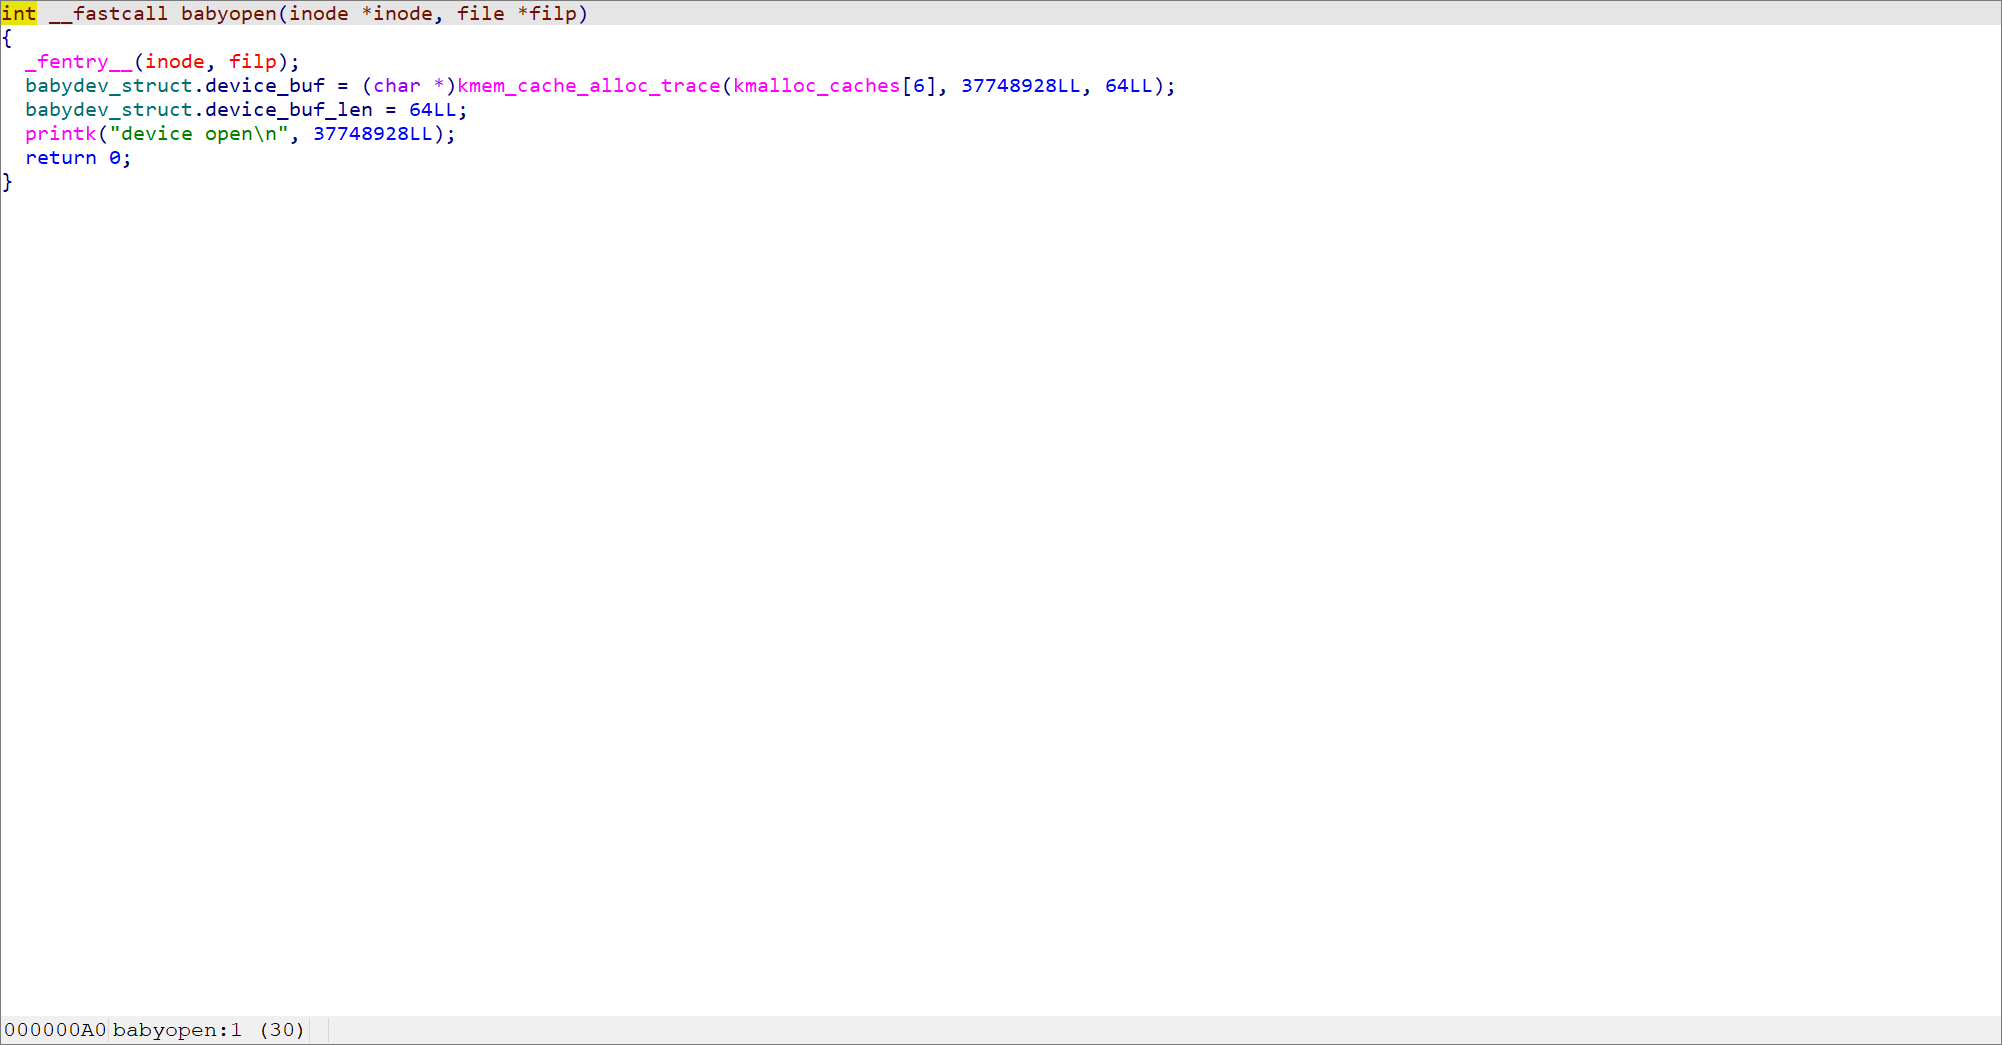 int __fastcall babyopen(inode *inode, file *filp)
{
  _fentry__(inode, filp);
  babydev_struct.device_buf = (char *)kmem_cache_alloc_trace(kmalloc_caches[6], 37748928LL, 64LL);
  babydev_struct.device_buf_len = 64LL;
  printk("device open\n", 37748928LL);
  return 0;
}
000000A0 babyopen:1 (30)